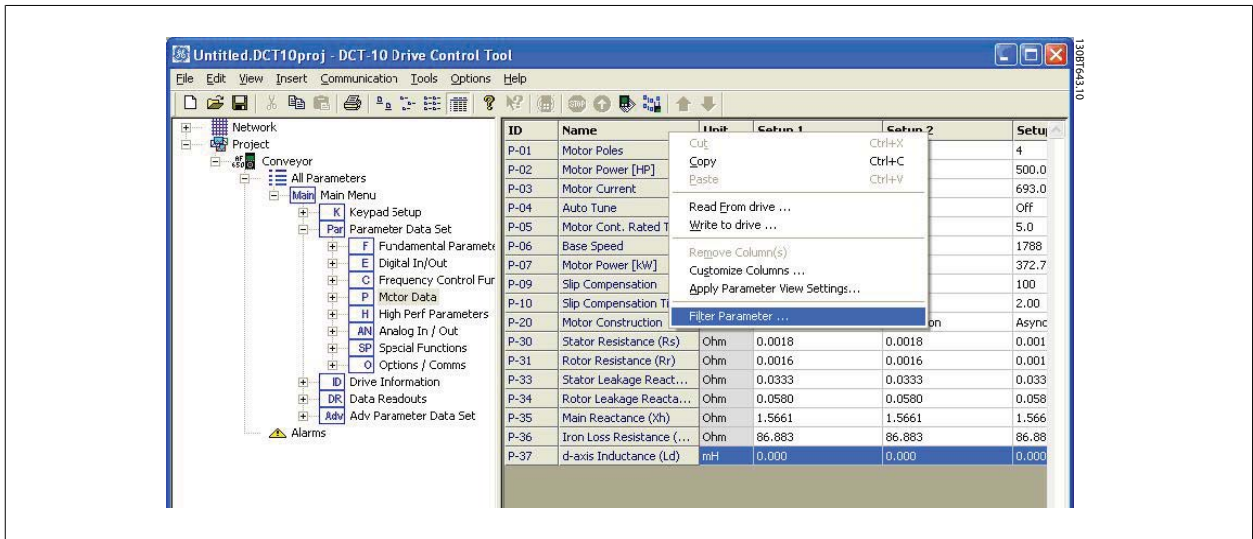 Untitled.DCT10proj - DCT-10 Drive Control Tool
File Edit View Insert Communication Tools Options Help
Network
Project
AF 650
Conveyor
All Parameters
Main Main Menu
K Keypad Setup
Par Parameter Data Set
F Fundamental Paramete
E Digital In/Out
C Frequency Control Fun
P Motor Data
H High Perf Parameters
AN Analog In / Out
SP Special Functions
O Options / Comms
ID Drive Information
DR Data Readouts
Adv Adv Parameter Data Set
Alarms
ID Name Unit Setup 1 Setup 2 Setu
P-01 Motor Poles 4
P-02 Motor Power [HP] 500.0
P-03 Motor Current 693.0
P-04 Auto Tune Off
P-05 Motor Cont. Rated T 5.0
P-06 Base Speed 1788
P-07 Motor Power [kW] 372.7
P-09 Slip Compensation 100
P-10 Slip Compensation Ti 2.00
P-20 Motor Construction on Async
P-30 Stator Resistance (Rs) Ohm 0.0018 0.0018 0.001
P-31 Rotor Resistance (Rr) Ohm 0.0016 0.0016 0.001
P-33 Stator Leakage React... Ohm 0.0333 0.0333 0.033
P-34 Rotor Leakage Reacta... Ohm 0.0580 0.0580 0.058
P-35 Main Reactance (Xh) Ohm 1.5661 1.5661 1.566
P-36 Iron Loss Resistance (... Ohm 86.883 86.883 86.88
P-37 d-axis Inductance (Ld) mH 0.000 0.000 0.000
Cut Ctrl+X
Copy Ctrl+C
Paste Ctrl+V
Read From drive ...
Write to drive ...
Remove Column(s)
Customize Columns ...
Apply Parameter View Settings...
Filter Parameter ...
130BT643.10